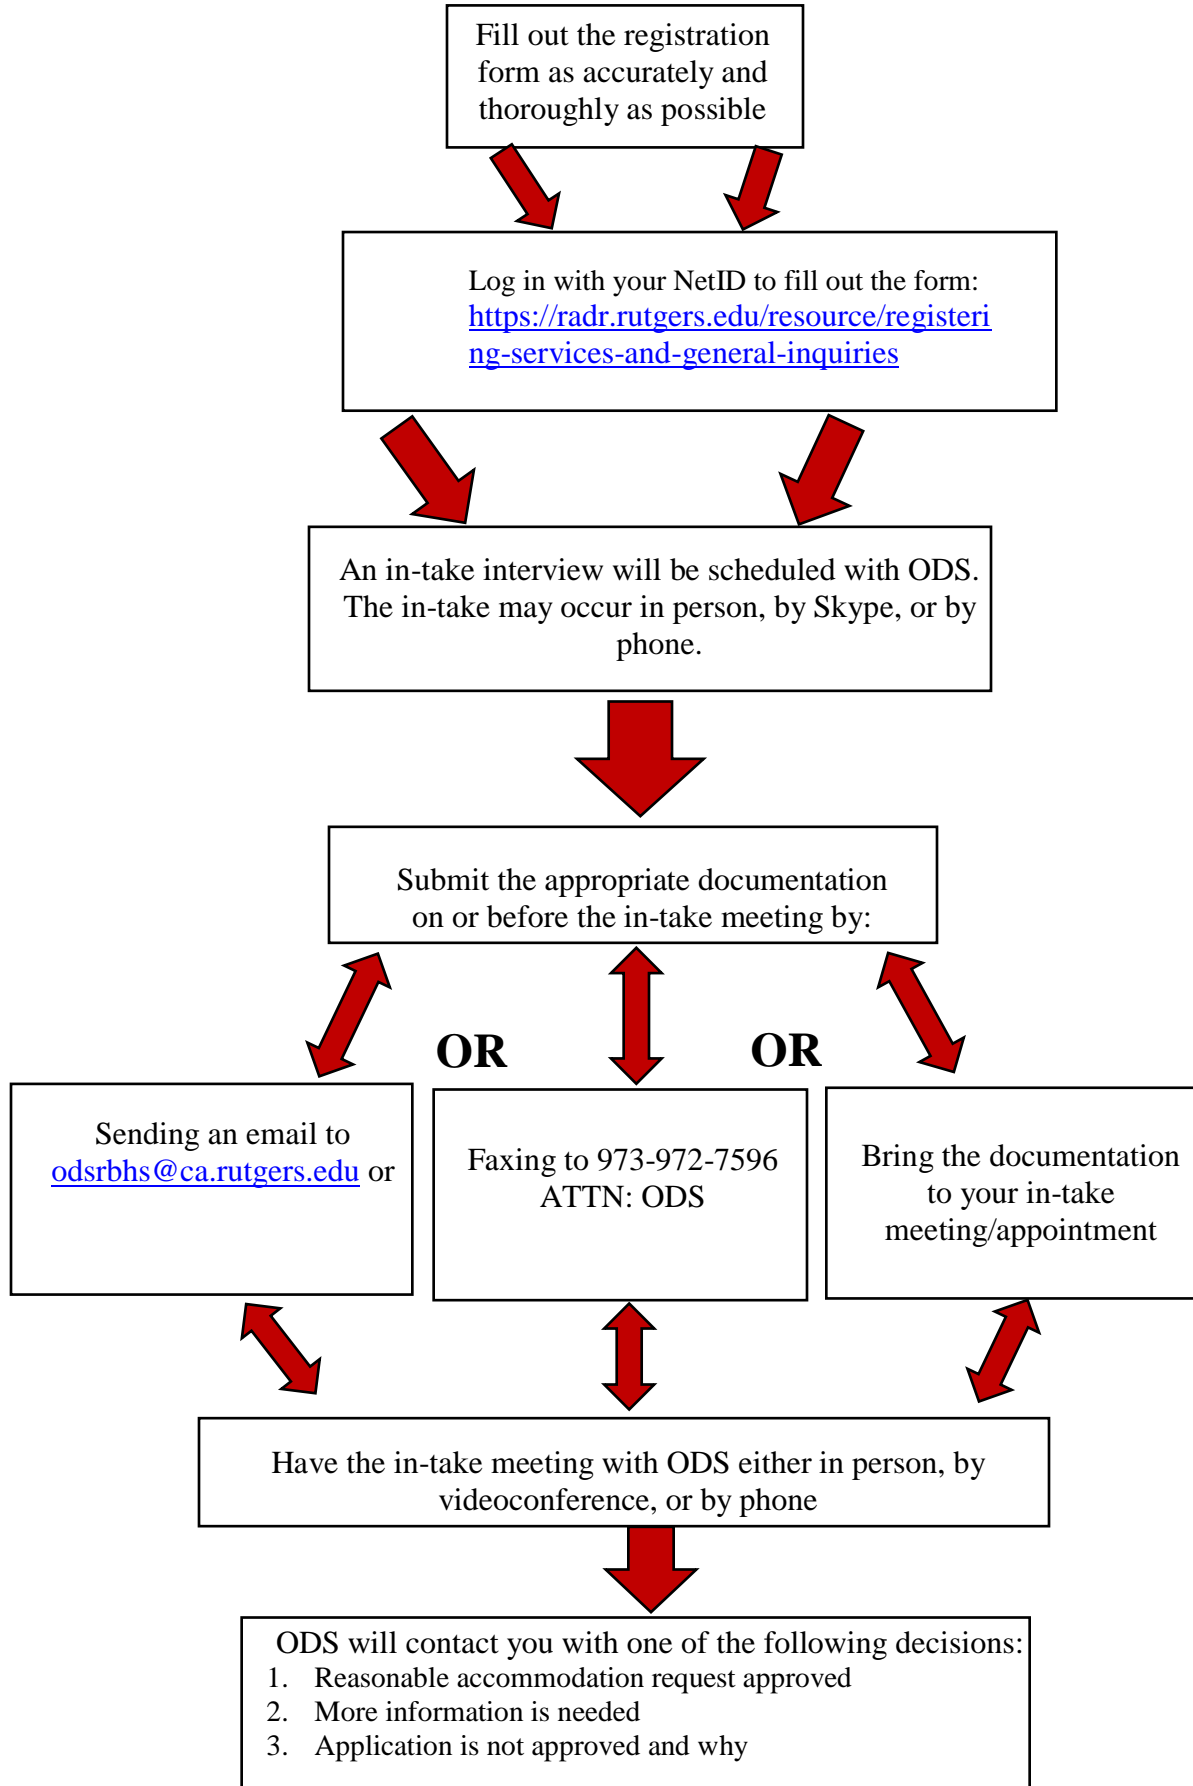 Fill out the registration
form as accurately and
thoroughly as possible
Log in with your NetID to fill out the form:
https://radr.rutgers.edu/resource/registeri
ng-services-and-general-inquiries
An in-take interview will be scheduled with ODS.
The in-take may occur in person, by Skype, or by
phone.
Submit the appropriate documentation
on or before the in-take meeting by:
OR
OR
Sending an email to
odsrbhs@ca.rutgers.edu or
Faxing to 973-972-7596
ATTN: ODS
Bring the documentation
to your in-take
meeting/appointment
Have the in-take meeting with ODS either in person, by
videoconference, or by phone
ODS will contact you with one of the following decisions:
1. Reasonable accommodation request approved
2. More information is needed
3. Application is not approved and why